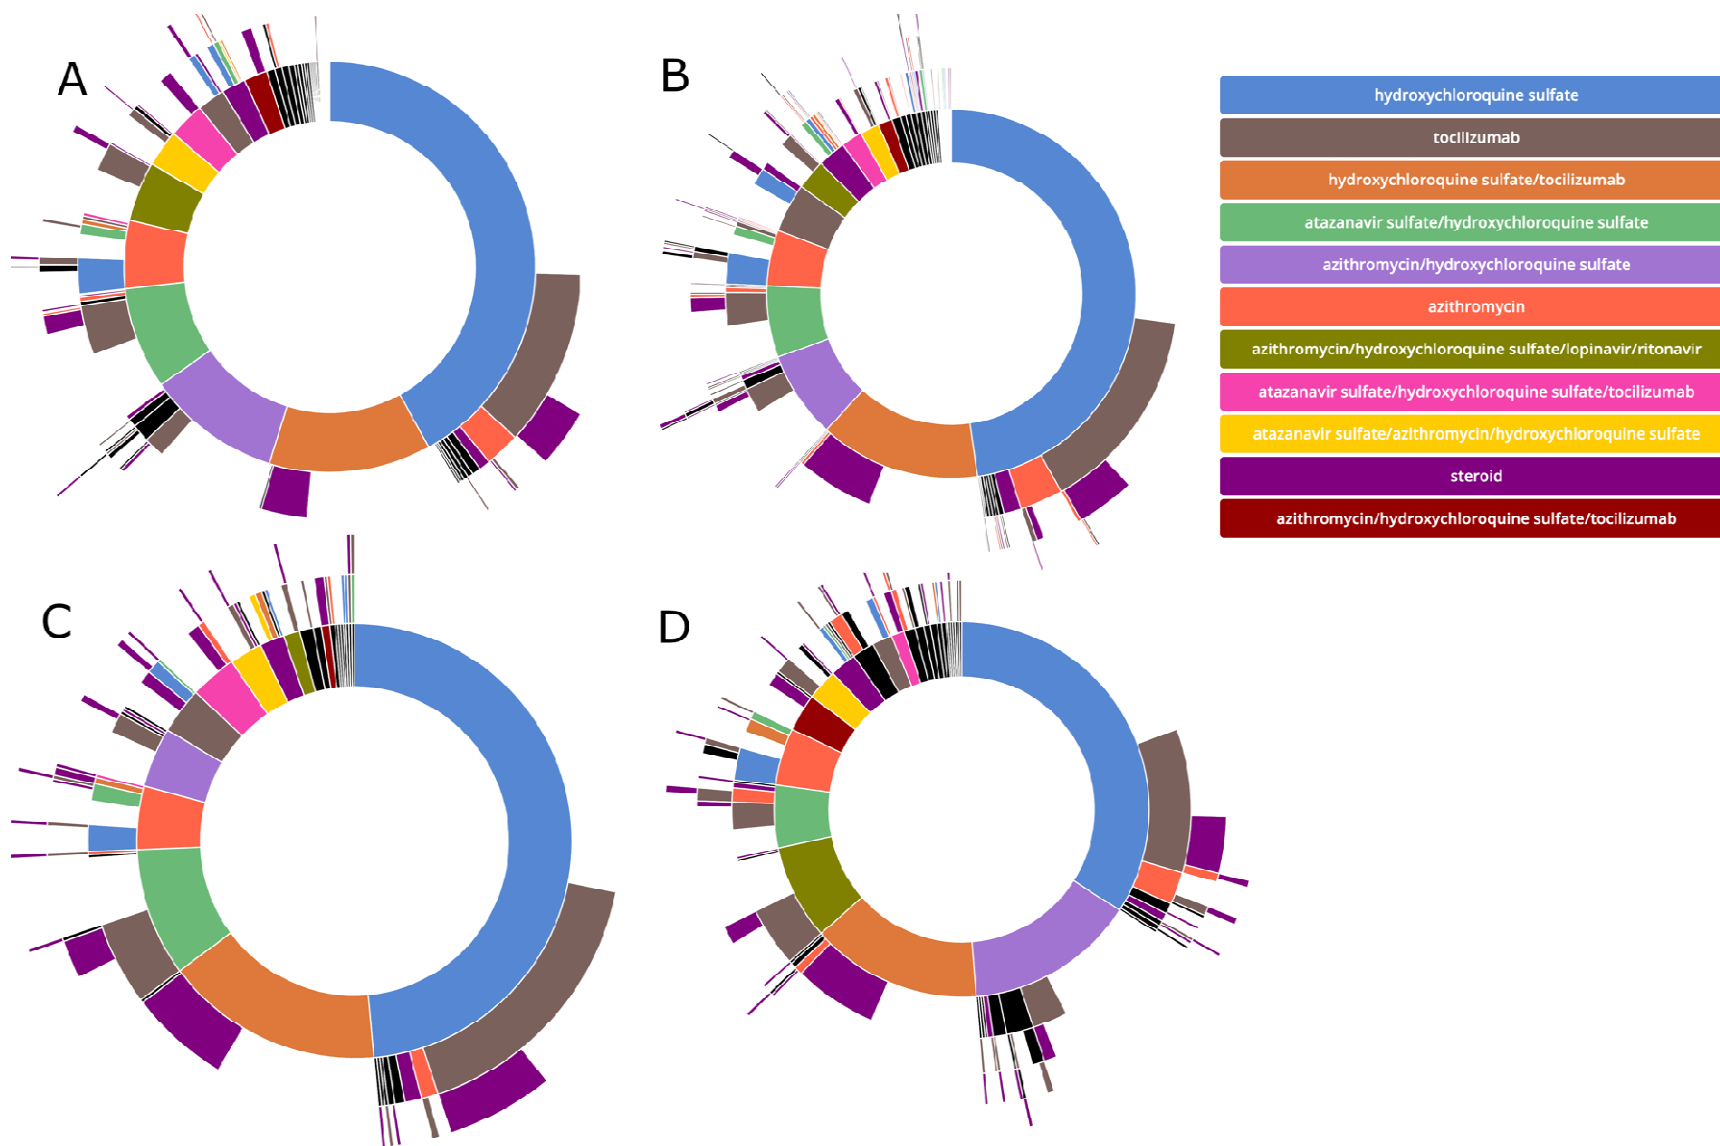 A
B
hydroxychloroquine sulfate
tocilizumab
hydroxychloroquine sulfate/tocilizumab
atazanavir sulfate/hydroxychloroquine sulfate
azithromycin/hydroxychloroquine sulfate
azithromycin
azithromycin/hydroxychloroquine sulfate/lopinavir/ritonavir
atazanavir sulfate/hydroxychloroquine sulfate/tocilizumab
atazanavir sulfate/azithromycin/hydroxychloroquine sulfate
steroid
azithromycin/hydroxychloroquine sulfate/tocilizumab
C
D